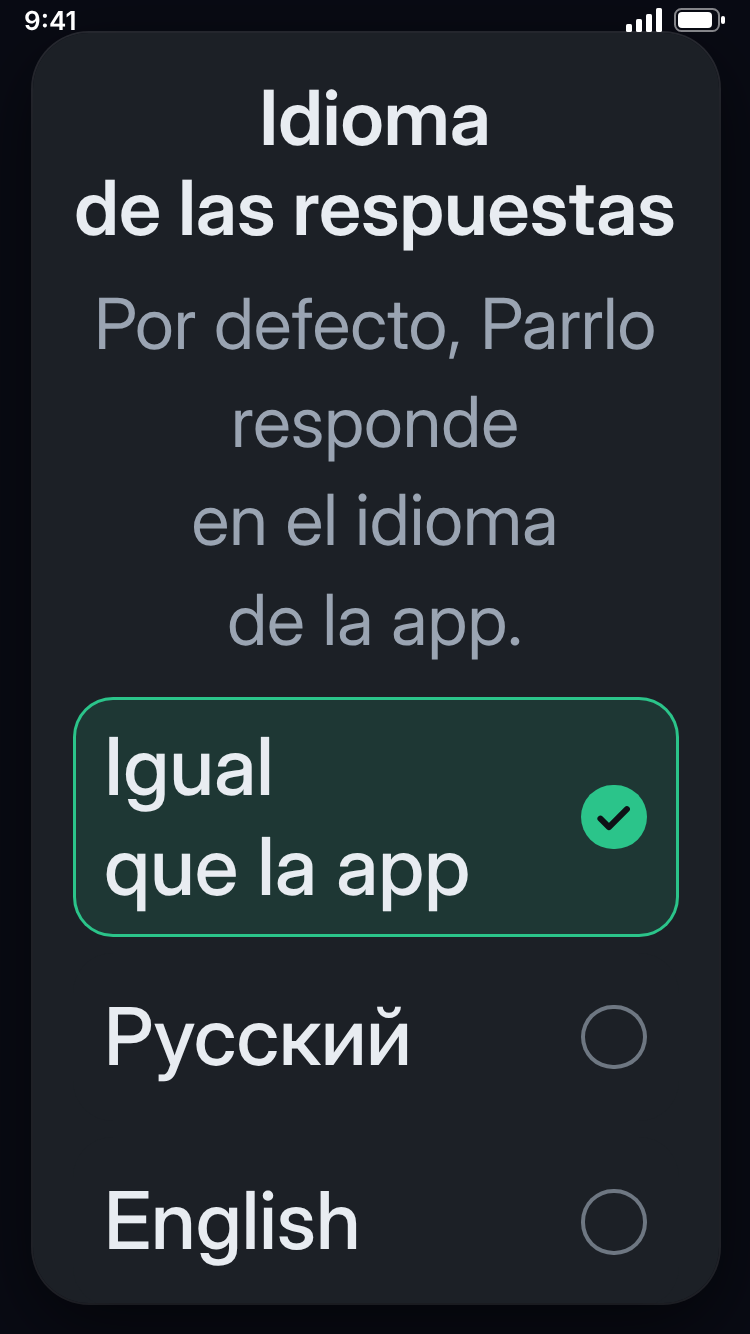 9:41
Idioma
de las respuestas
Por defecto, Parrlo
responde
en el idioma
de la app.
Igual
que la app
Русский
English